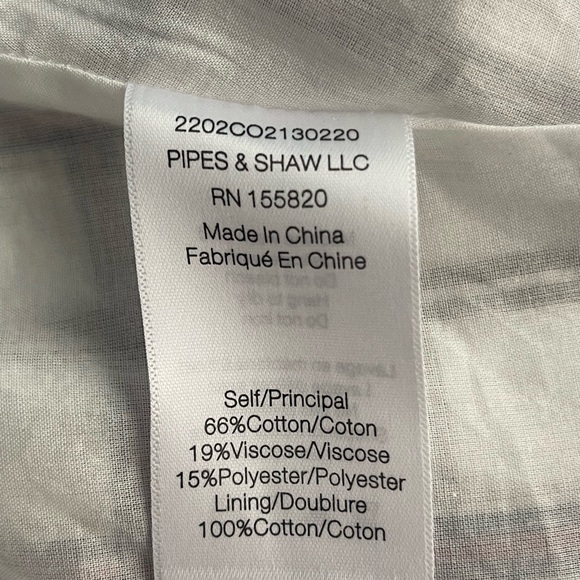 2202CO2130220
PIPES & SHAW LLC
RN 155820
Made In China
Fabriqué En Chine
Self/Principal
66%Cotton/Coton
19%Viscose/Viscose
15%Polyester/Polyester
Lining/Doublure
100%Cotton/Coton